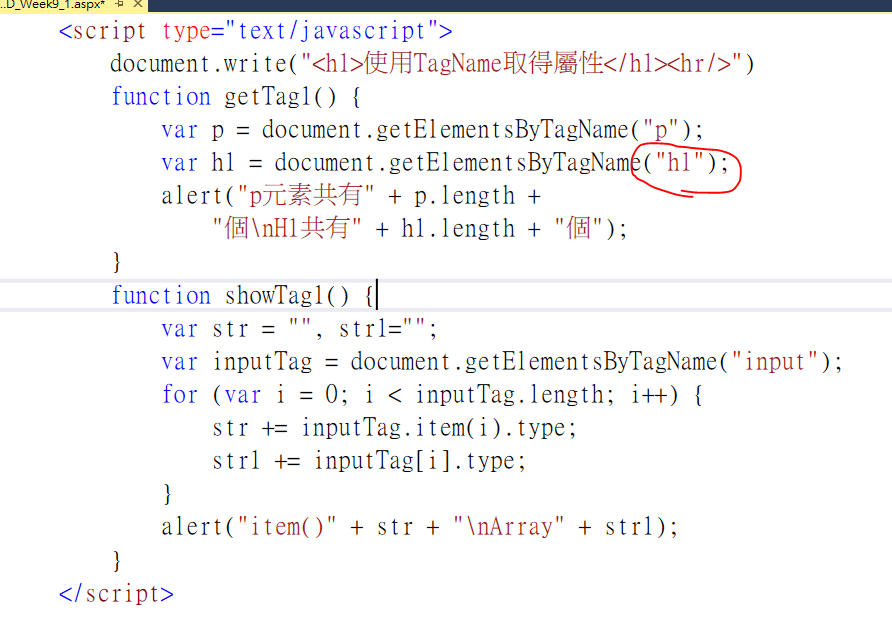 ..D_Week9_1.aspx*
<script type="text/javascript">
document.write("<h1>使用TagName取得屬性</h1><hr/>")
function getTag1() {
var p = document.getElementsByTagName("p");
var h1 = document.getElementsByTagName("h1");
alert("p元素共有" + p.length +
"個\nH1共有" + h1.length + "個");
}
function showTag1() {
var str = "", str1="";
var inputTag = document.getElementsByTagName("input");
for (var i = 0; i < inputTag.length; i++) {
str += inputTag.item(i).type;
str1 += inputTag[i].type;
}
alert("item()" + str + "\nArray" + str1);
}
</script>